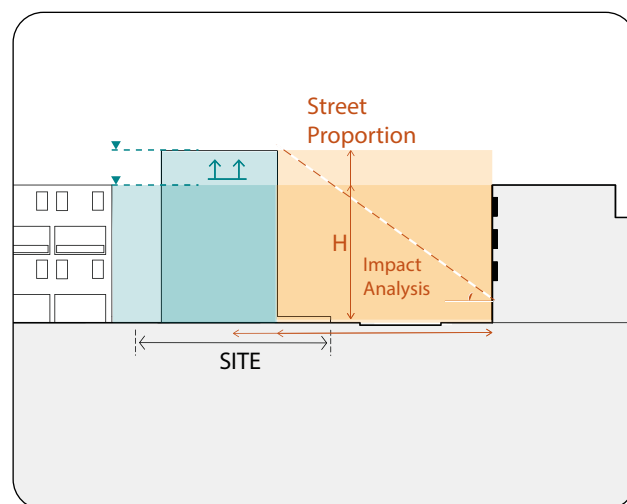 Street
Proportion
H
Impact
Analysis
SITE